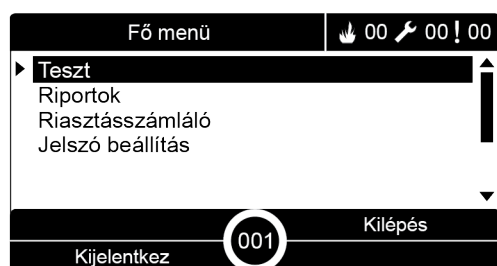 Fő menü 00 00 ! 00
Teszt
Riportok
Riasztásszámláló
Jelszó beállítás
Kilépés
001
Kijelentkez